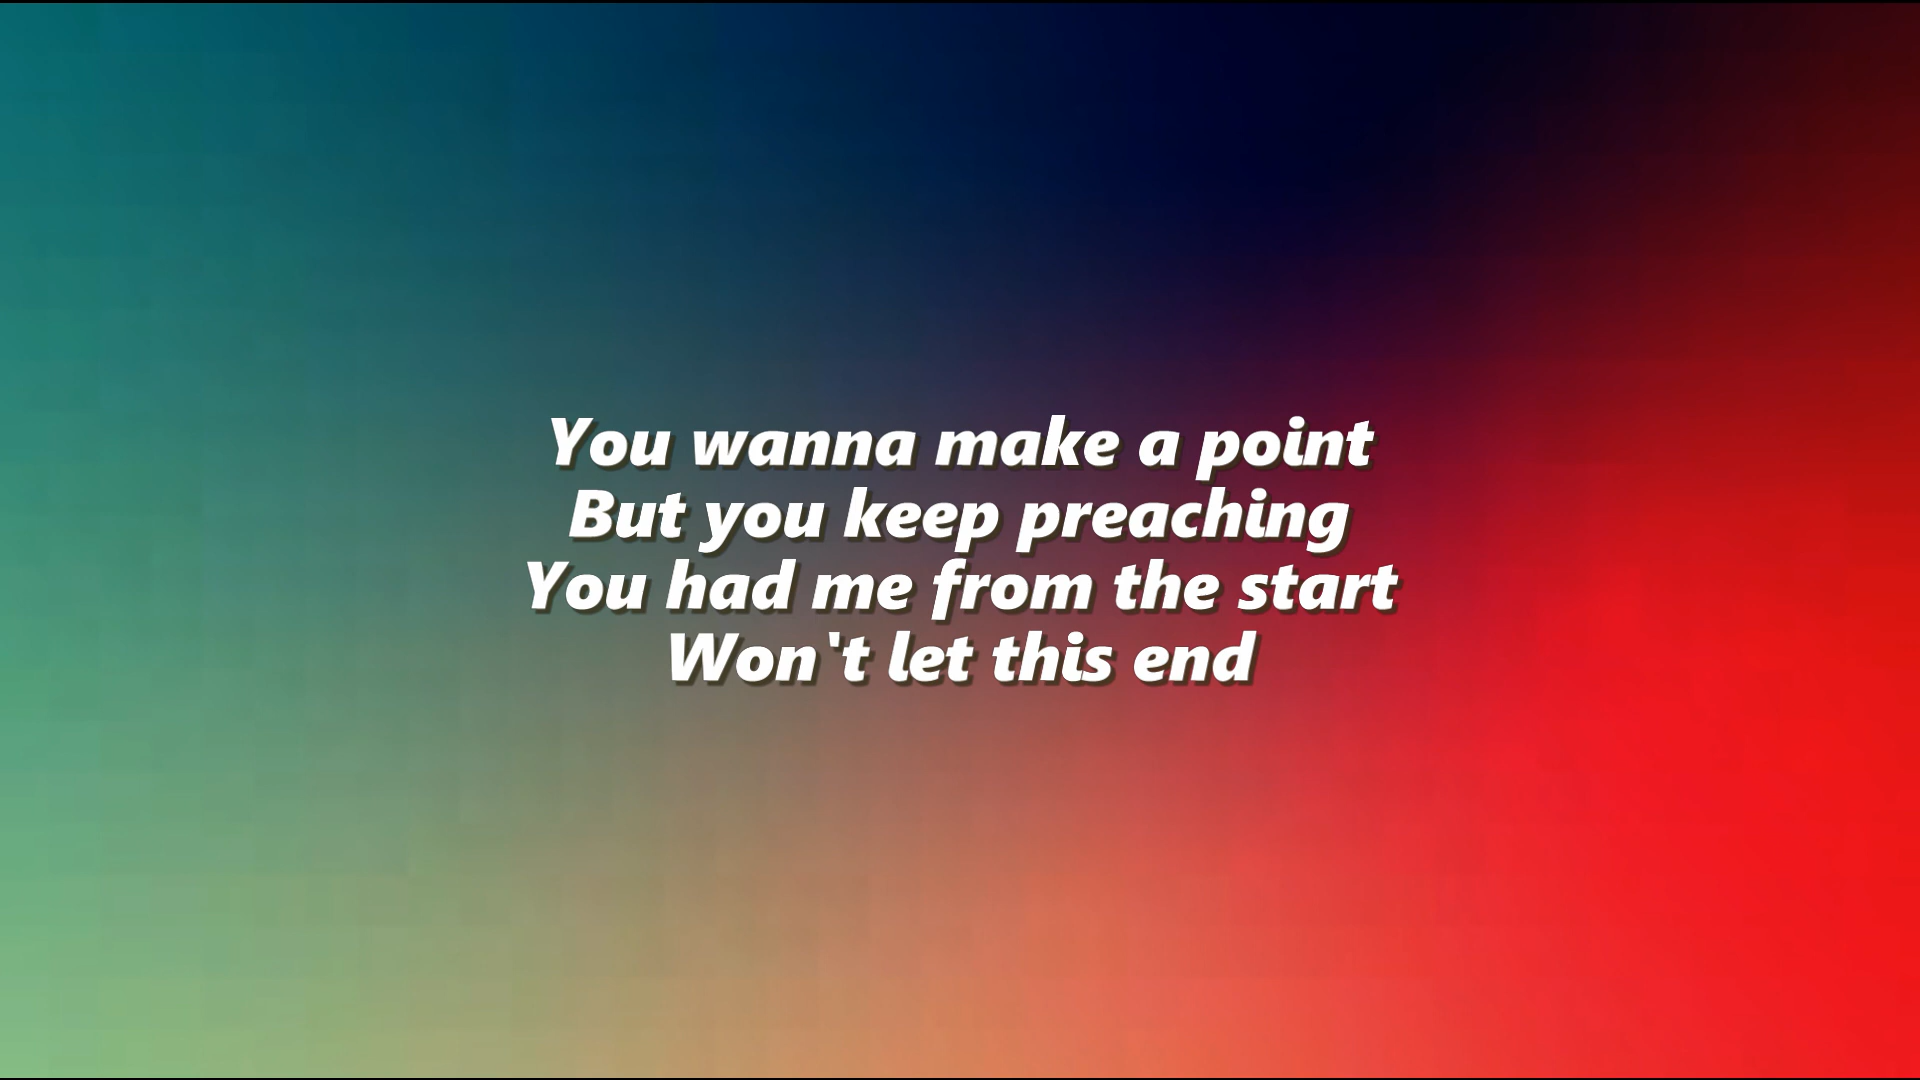 You wanna make a point
But you keep preaching
You had me from the start
Won't let this end